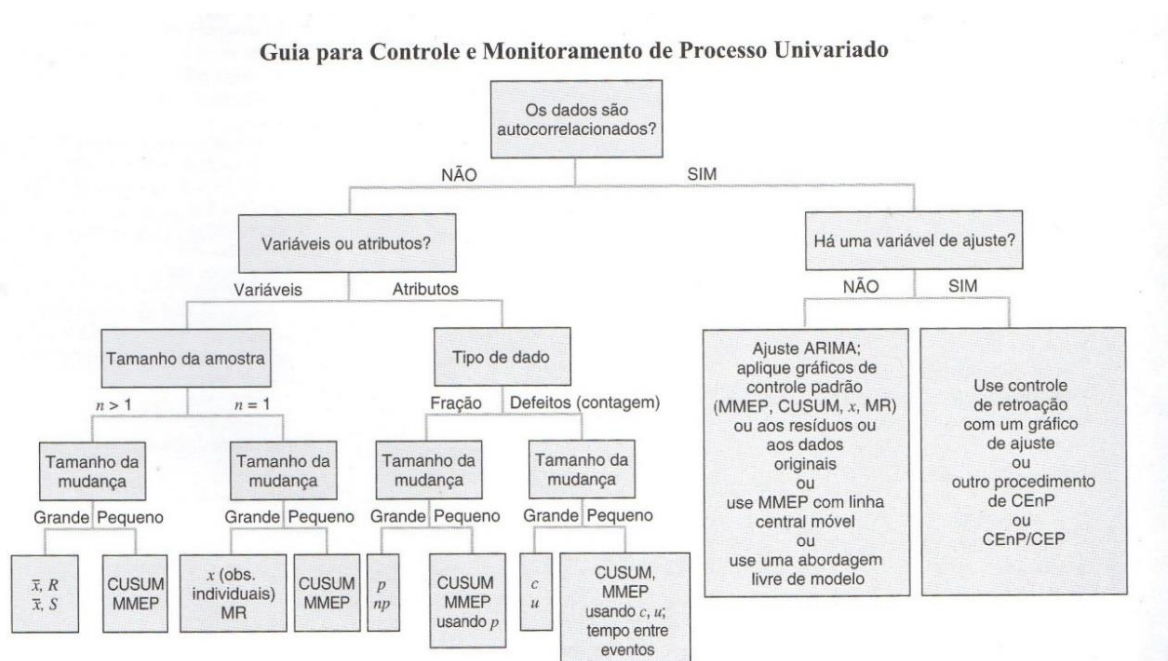 Guia para Controle e Monitoramento de Processo Univariado
Os dados são
autocorrelacionados?
NÃO
SIM
Variáveis ou atributos?
Há uma variável de ajuste?
Variáveis
Atributos
NÃO
SIM
Tamanho da amostra
Tipo de dado
n > 1
n = 1
Fração
Defeitos (contagem)
Tamanho da
mudança
Tamanho da
mudança
Tamanho da
mudança
Tamanho da
mudança
Grande
Pequeno
Grande
Pequeno
Grande
Pequeno
Grande
Pequeno
x̅, R
x̅, S
CUSUM
MMEP
x (obs.
individuais)
MR
CUSUM
MMEP
p
np
CUSUM
MMEP
usando p
c
u
CUSUM,
MMEP
usando c, u;
tempo entre
eventos
Ajuste ARIMA;
aplique gráficos de
controle padrão
(MMEP, CUSUM, x, MR)
ou aos resíduos ou
aos dados
originais
ou
use MMEP com linha
central móvel
ou
use uma abordagem
livre de modelo
Use controle
de retroação
com um gráfico
de ajuste
ou
outro procedimento
de CEnP
ou
CEnP/CEP